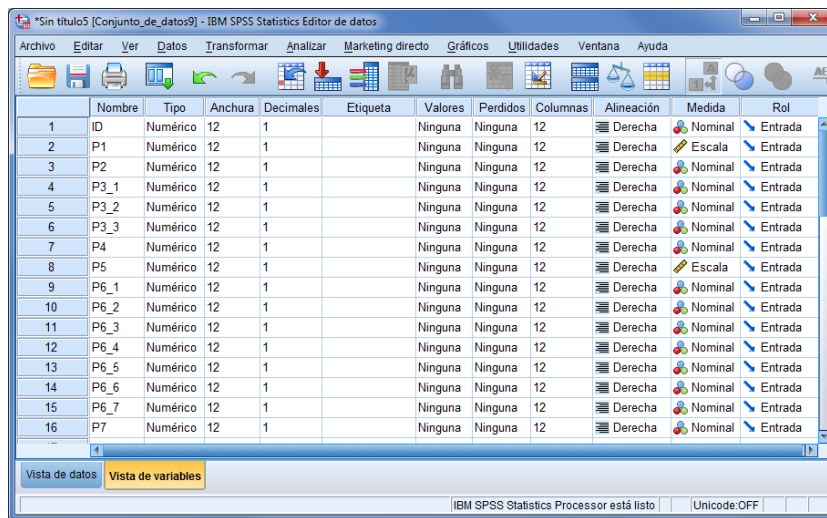 *Sin título5 [Conjunto_de_datos9] - IBM SPSS Statistics Editor de datos
Archivo Editar Ver Datos Transformar Analizar Marketing directo Gráficos Utilidades Ventana Ayuda
Nombre Tipo Anchura Decimales Etiqueta Valores Perdidos Columnas Alineación Medida Rol
1 ID Numérico 12 1 Ninguna Ninguna 12 Derecha Nominal Entrada
2 P1 Numérico 12 1 Ninguna Ninguna 12 Derecha Escala Entrada
3 P2 Numérico 12 1 Ninguna Ninguna 12 Derecha Nominal Entrada
4 P3_1 Numérico 12 1 Ninguna Ninguna 12 Derecha Nominal Entrada
5 P3_2 Numérico 12 1 Ninguna Ninguna 12 Derecha Nominal Entrada
6 P3_3 Numérico 12 1 Ninguna Ninguna 12 Derecha Nominal Entrada
7 P4 Numérico 12 1 Ninguna Ninguna 12 Derecha Nominal Entrada
8 P5 Numérico 12 1 Ninguna Ninguna 12 Derecha Escala Entrada
9 P6_1 Numérico 12 1 Ninguna Ninguna 12 Derecha Nominal Entrada
10 P6_2 Numérico 12 1 Ninguna Ninguna 12 Derecha Nominal Entrada
11 P6_3 Numérico 12 1 Ninguna Ninguna 12 Derecha Nominal Entrada
12 P6_4 Numérico 12 1 Ninguna Ninguna 12 Derecha Nominal Entrada
13 P6_5 Numérico 12 1 Ninguna Ninguna 12 Derecha Nominal Entrada
14 P6_6 Numérico 12 1 Ninguna Ninguna 12 Derecha Nominal Entrada
15 P6_7 Numérico 12 1 Ninguna Ninguna 12 Derecha Nominal Entrada
16 P7 Numérico 12 1 Ninguna Ninguna 12 Derecha Nominal Entrada
Vista de datos Vista de variables
IBM SPSS Statistics Processor está listo Unicode:OFF